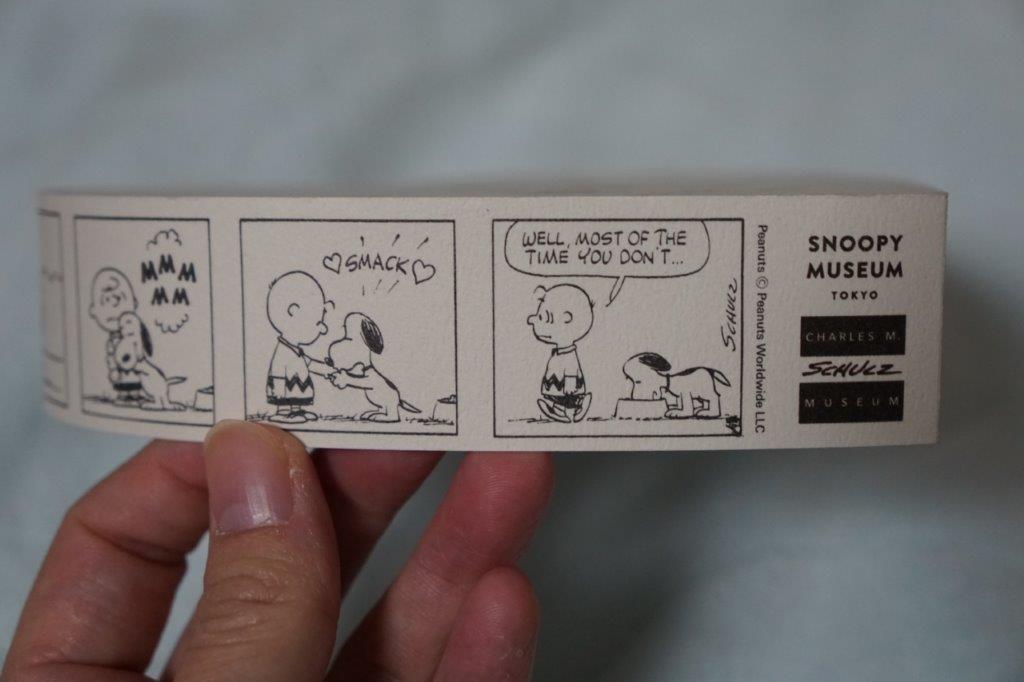 MMM
MM
SMACK
WELL, MOST OF THE
TIME YOU DON'T...
SCHULZ
Peanuts © Peanuts Worldwide LLC
SNOOPY
MUSEUM
TOKYO
CHARLES M.
SCHULZ
MUSEUM